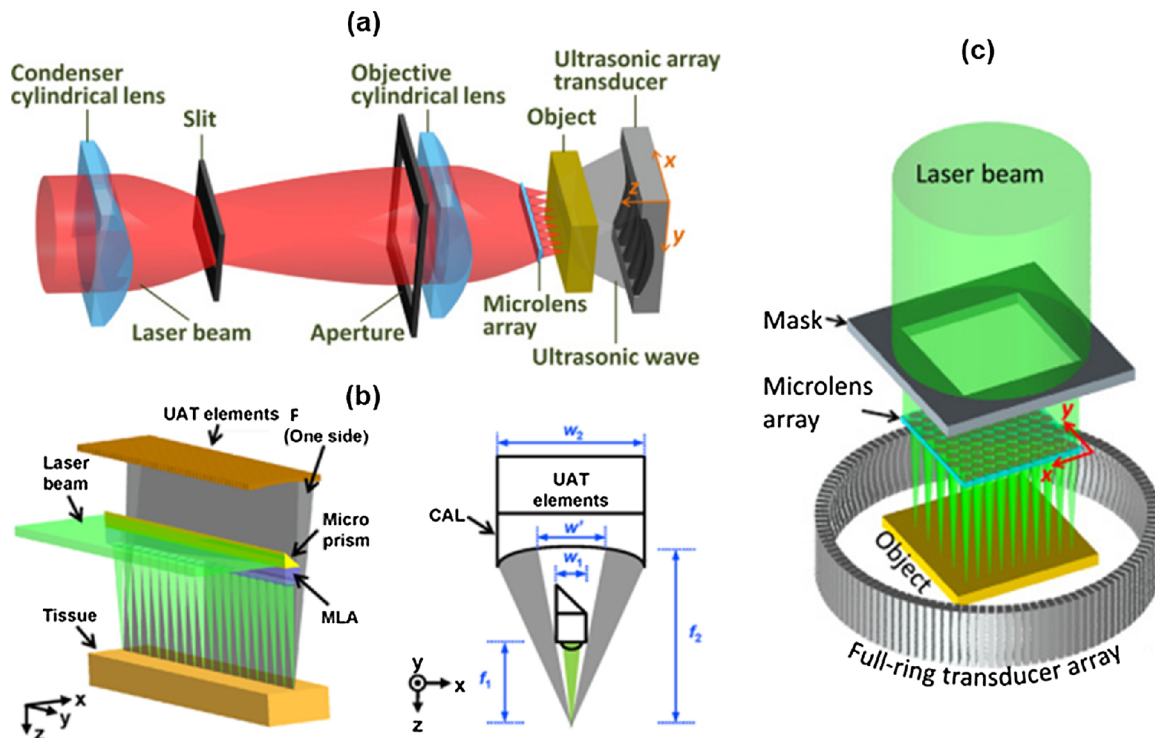 (a)
Condenser
cylindrical lens
Slit
Objective
cylindrical lens
Ultrasonic array
transducer
Object
x
z
y
Laser beam
Aperture
Microlens
array
Ultrasonic wave
(b)
UAT elements
F
(One side)
Laser
beam
Micro
prism
MLA
Tissue
x
y
z
w2
UAT
elements
CAL
w'
w1
f1
f2
y
x
z
(c)
Laser beam
Mask
Microlens
array
y
x
Object
Full-ring transducer array